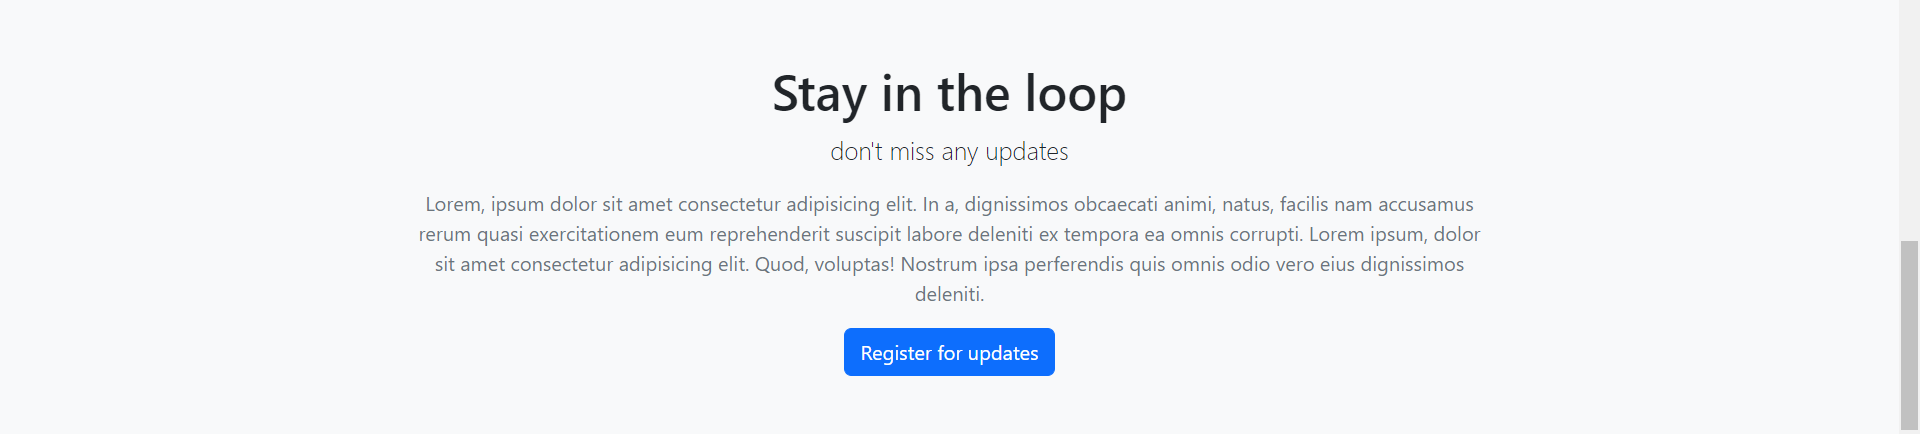 Stay in the loop
don't miss any updates
Lorem, ipsum dolor sit amet consectetur adipisicing elit. In a, dignissimos obcaecati animi, natus, facilis nam accusamus
rerum quasi exercitationem eum reprehenderit suscipit labore deleniti ex tempora ea omnis corrupti. Lorem ipsum, dolor
sit amet consectetur adipisicing elit. Quod, voluptas! Nostrum ipsa perferendis quis omnis odio vero eius dignissimos
deleniti.
Register for updates